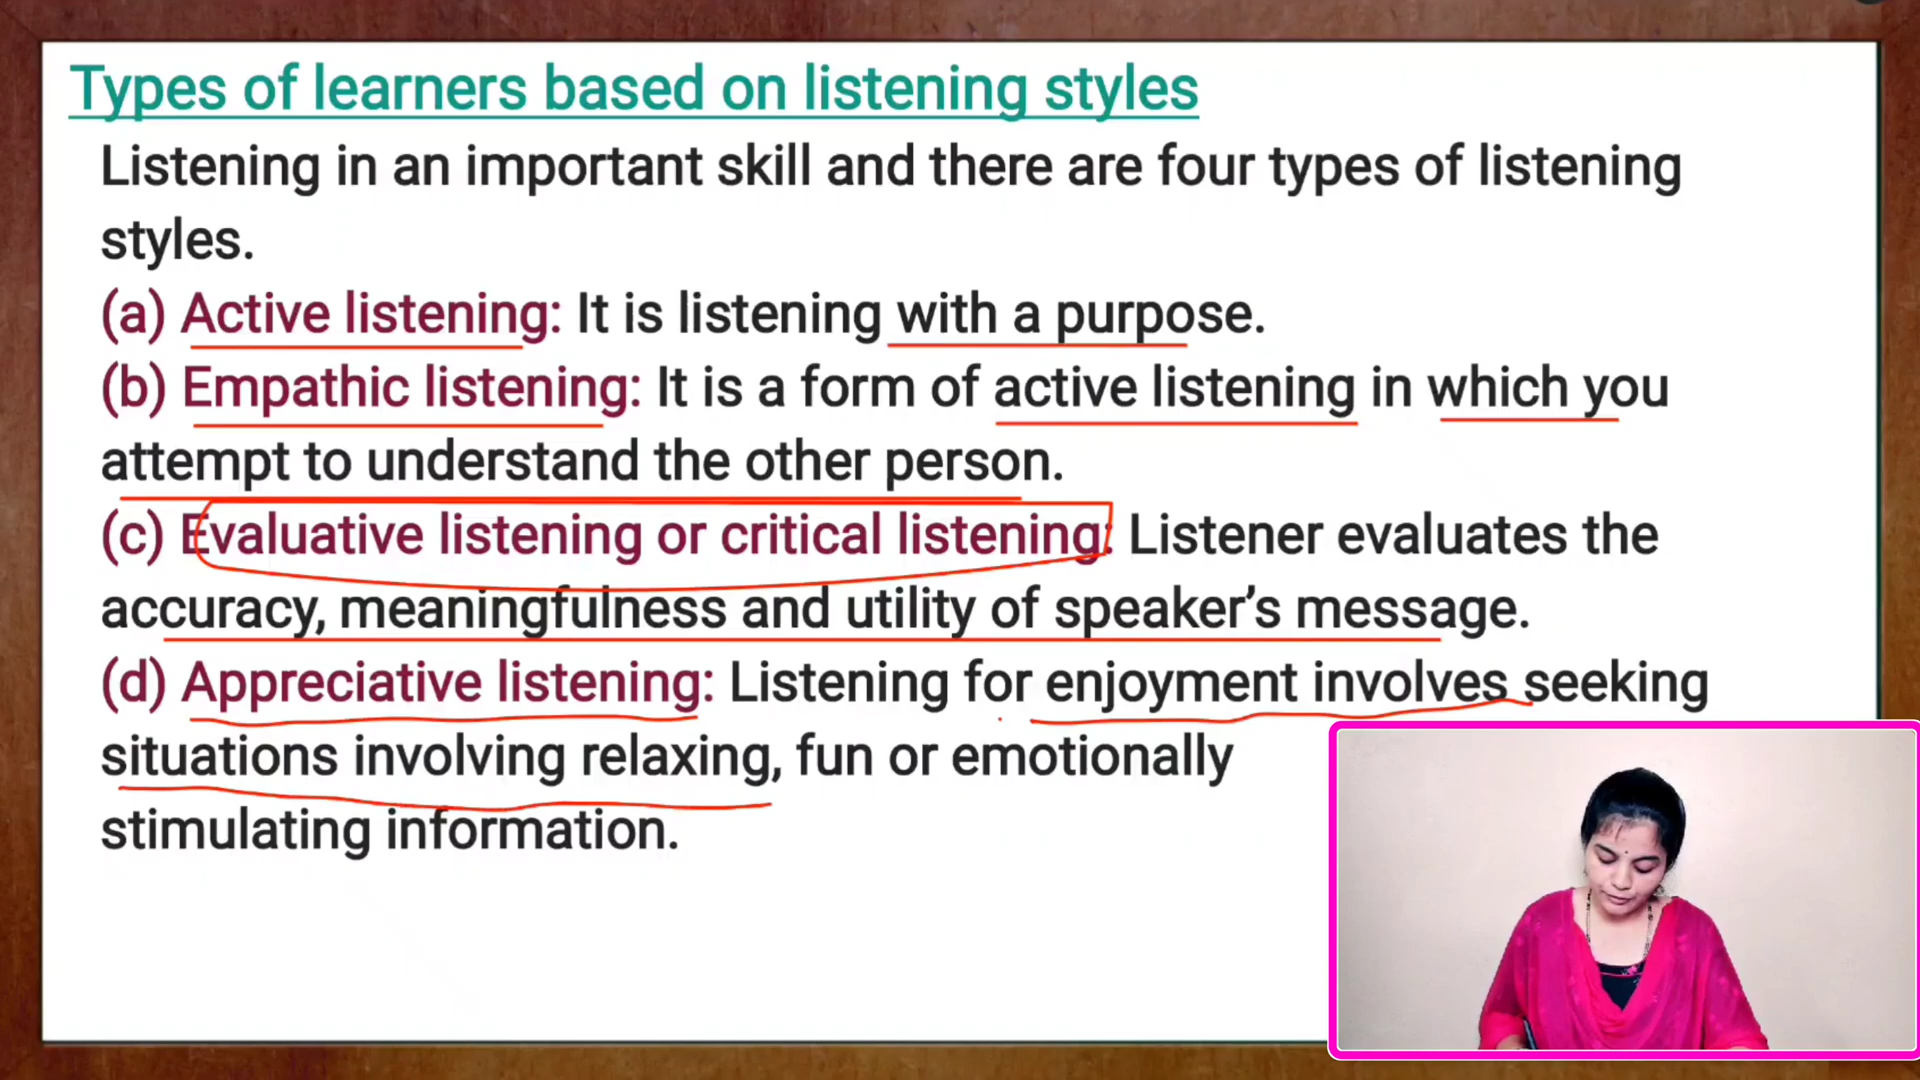 Types of learners based on listening styles
Listening in an important skill and there are four types of listening
styles.
(a) Active listening: It is listening with a purpose.
(b) Empathic listening: It is a form of active listening in which you
attempt to understand the other person.
(c) Evaluative listening or critical listening: Listener evaluates the
accuracy, meaningfulness and utility of speaker’s message.
(d) Appreciative listening: Listening for enjoyment involves seeking
situations involving relaxing, fun or emotionally
stimulating information.